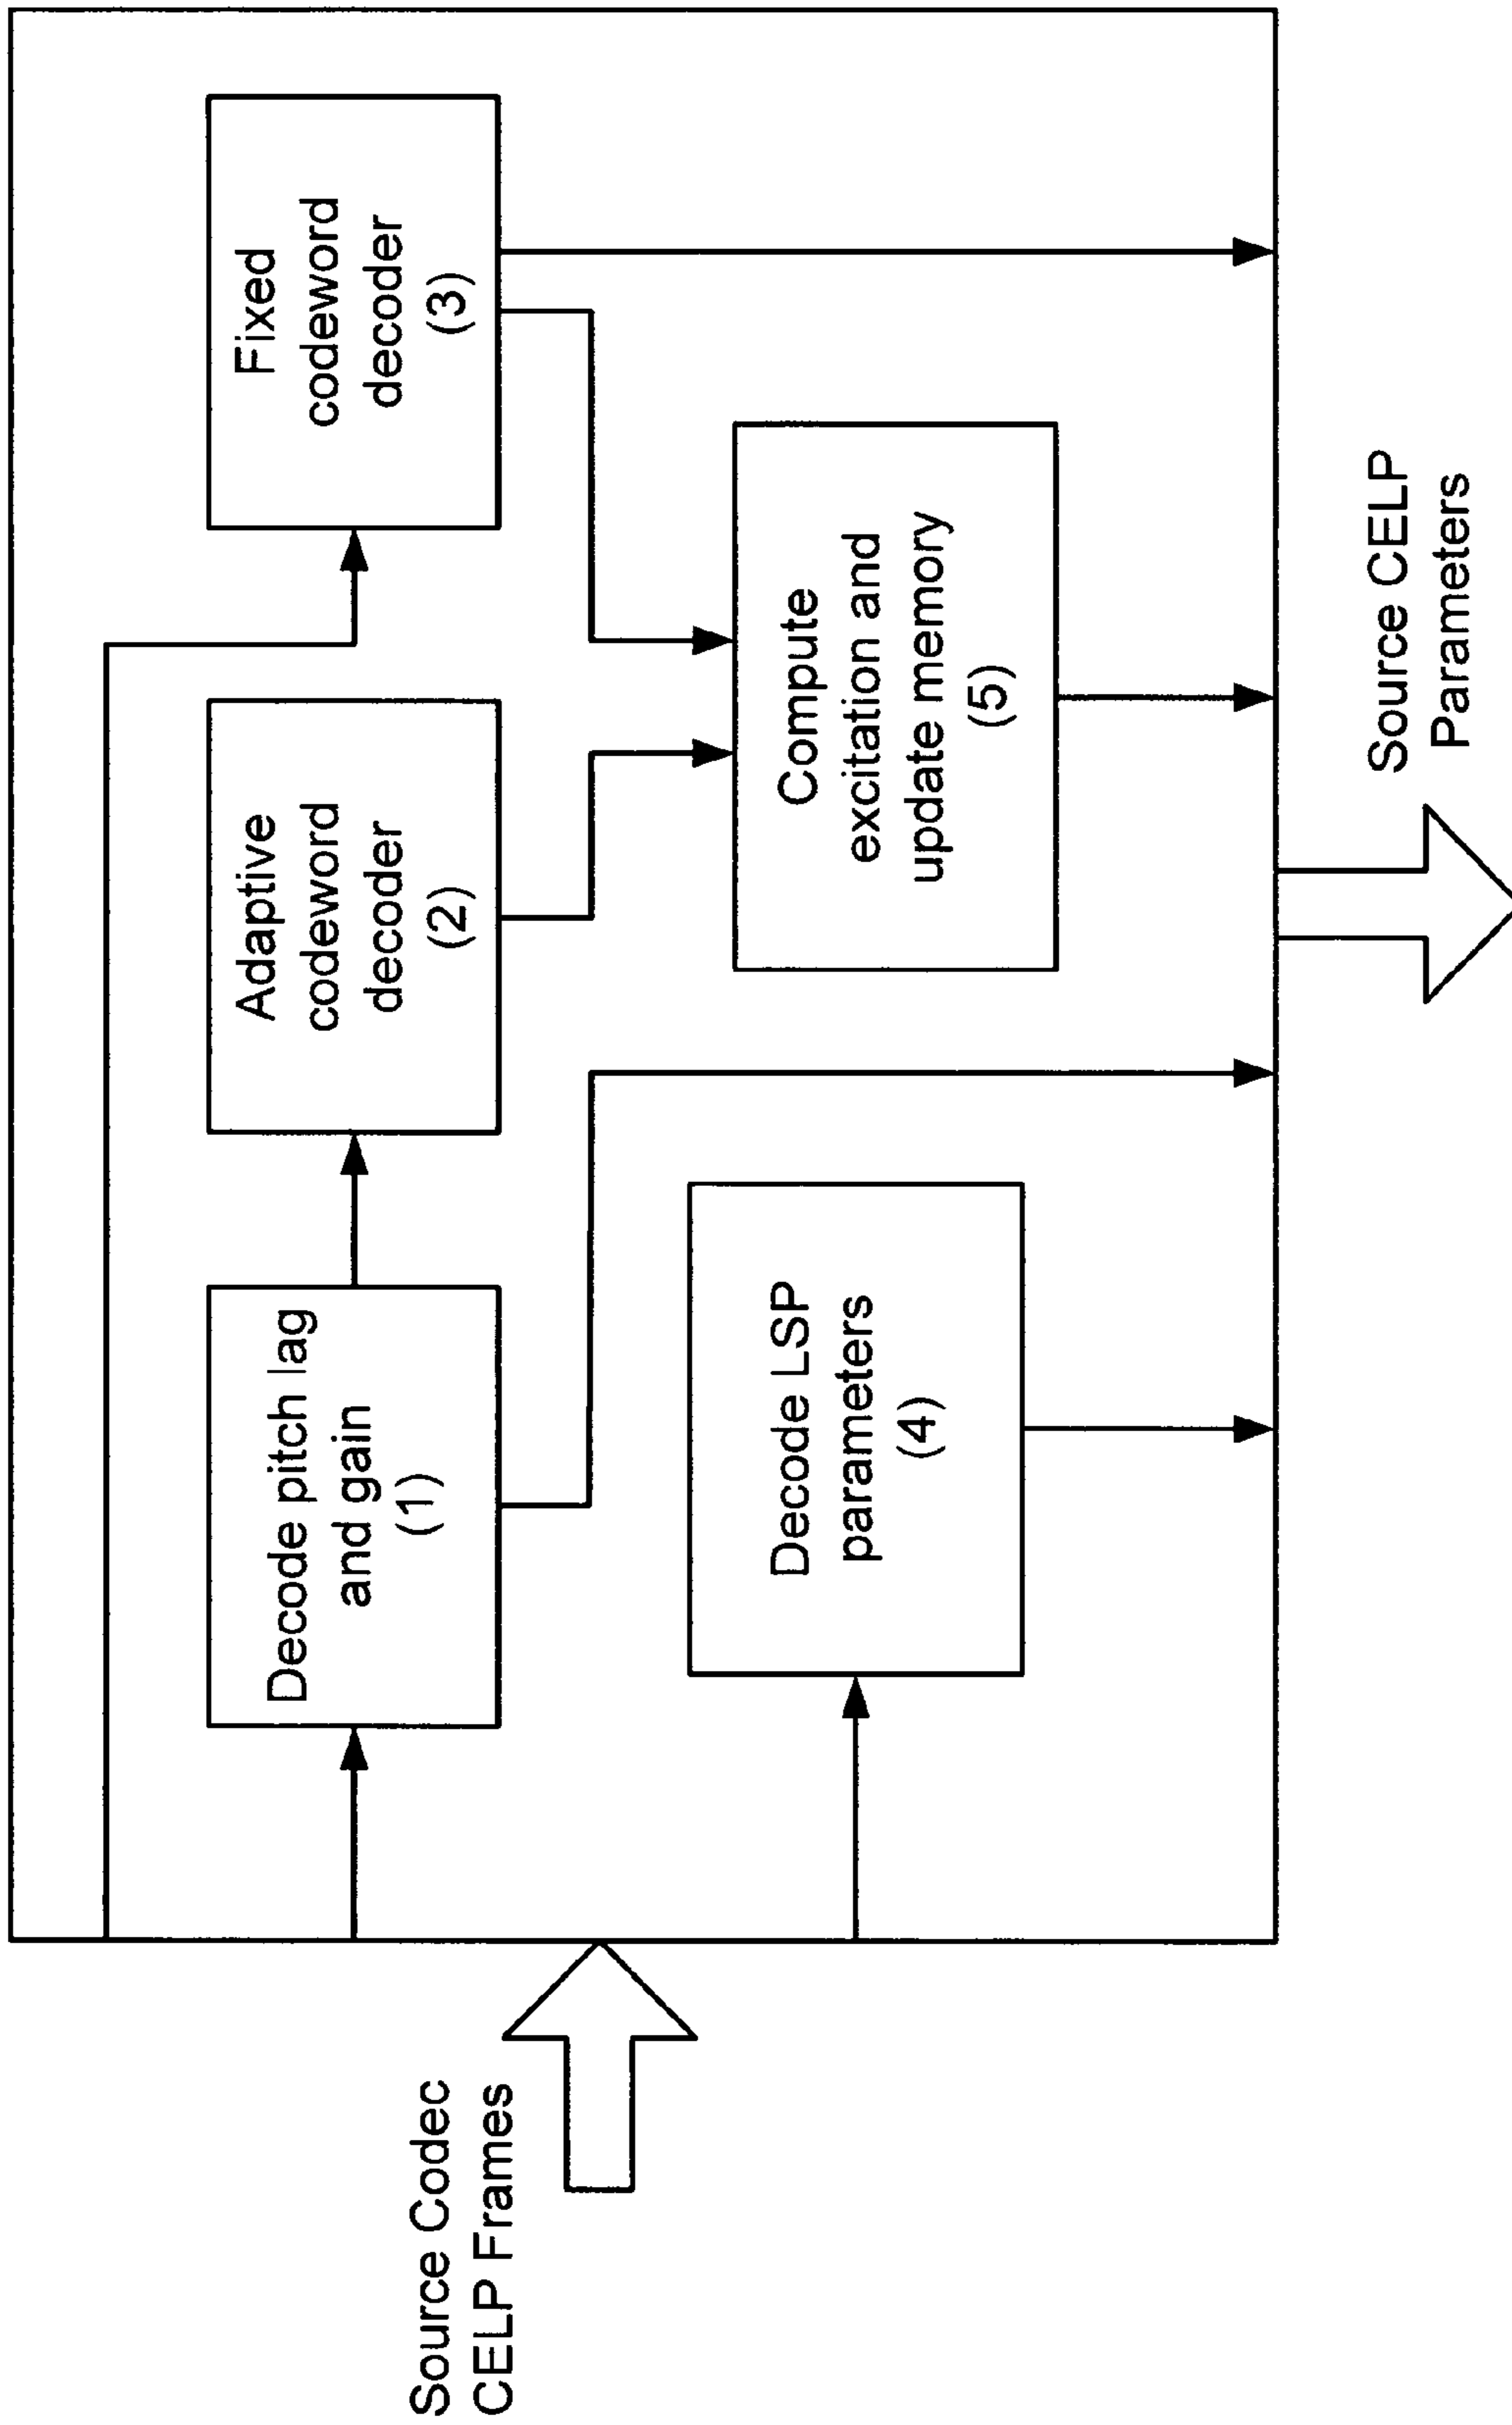 Source Codec
CELP Frames
Decode pitch lag
and gain
(1)
Adaptive
codeword
decoder
(2)
Fixed
codeword
decoder
(3)
Decode LSP
parameters
(4)
Compute
excitation and
update memory
(5)
Source CELP
Parameters